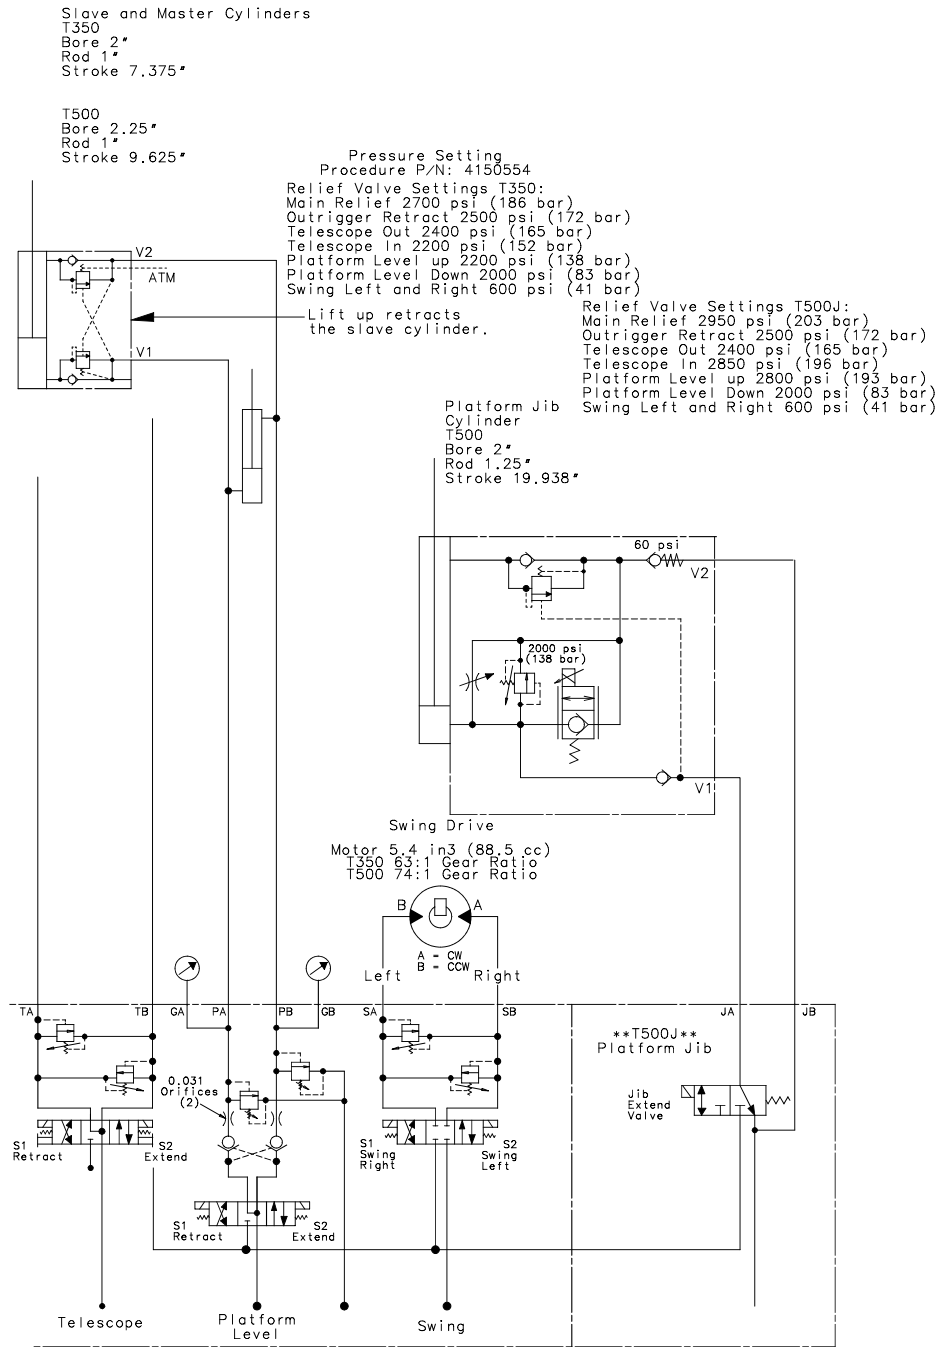 Slave and Master Cylinders
T350
Bore 2"
Rod 1"
Stroke 7.375"
T500
Bore 2.25"
Rod 1"
Stroke 9.625"
Pressure Setting
Procedure P/N: 4150554
Relief Valve Settings T350:
Main Relief 2700 psi (186 bar)
Outrigger Retract 2500 psi (172 bar)
Telescope Out 2400 psi (165 bar)
Telescope In 2200 psi (152 bar)
Platform Level up 2200 psi (138 bar)
Platform Level Down 2000 psi (83 bar)
Swing Left and Right 600 psi (41 bar)
V2
ATM
Lift up retracts
the slave cylinder.
V1
Relief Valve Settings T500J:
Main Relief 2950 psi (203 bar)
Outrigger Retract 2500 psi (172 bar)
Telescope Out 2400 psi (165 bar)
Telescope In 2850 psi (196 bar)
Platform Level up 2800 psi (193 bar)
Platform Level Down 2000 psi (83 bar)
Swing Left and Right 600 psi (41 bar)
Platform Jib
Cylinder
T500
Bore 2"
Rod 1.25"
Stroke 19.938"
60 psi
V2
2000 psi
(138 bar)
V1
Swing Drive
Motor 5.4 in3 (88.5 cc)
T350 63:1 Gear Ratio
T500 74:1 Gear Ratio
B A
A - CW
B - CCW
Left Right
TA TB GA PA PB GB SA SB JA JB
**T500J**
Platform Jib
0.031
Orifices
(2)
Jib
Extend
Valve
S1
Retract
S2
Extend
S1
Swing
Right
S2
Swing
Left
S1
Retract
S2
Extend
Telescope
Platform
Level
Swing